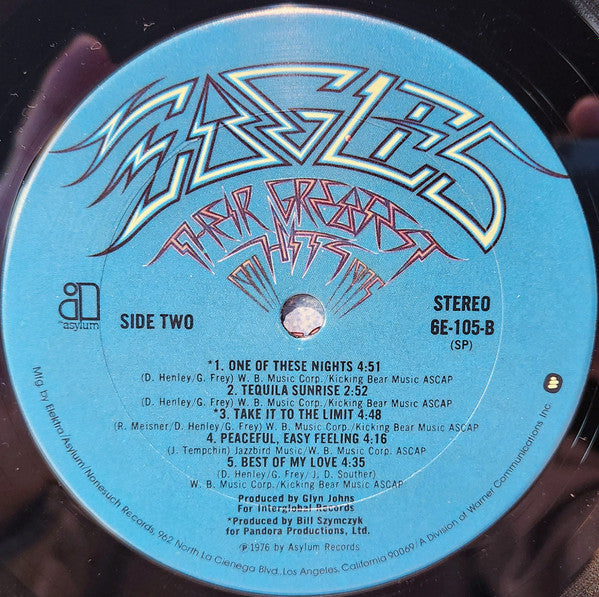 EAGLES
THEIR GREATEST
HITS
asylum
SIDE TWO
STEREO
6E-105-B
(SP)
*1. ONE OF THESE NIGHTS 4:51
(D. Henley/G. Frey) W. B. Music Corp./Kicking Bear Music ASCAP
2. TEQUILA SUNRISE 2:52
(D. Henley/G. Frey) W. B. Music Corp./Kicking Bear Music ASCAP
*3. TAKE IT TO THE LIMIT 4:48
(R. Meisner/D. Henley/G. Frey) W. B. Music Corp./Kicking Bear Music ASCAP
4. PEACEFUL, EASY FEELING 4:16
(J. Tempchin) Jazzbird Music/W. B. Music Corp. ASCAP
5. BEST OF MY LOVE 4:35
(D. Henley/G. Frey/J. D. Souther)
W. B. Music Corp./Kicking Bear Music ASCAP
Produced by Glyn Johns
For Interglobal Records
*Produced by Bill Szymczyk
for Pandora Productions, Ltd.
℗1976 by Asylum Records
Mfg. by Elektra/Asylum/Nonesuch Records, 962 North La Cienega Blvd., Los Angeles, California 90069/A Division of Warner Communications Inc.